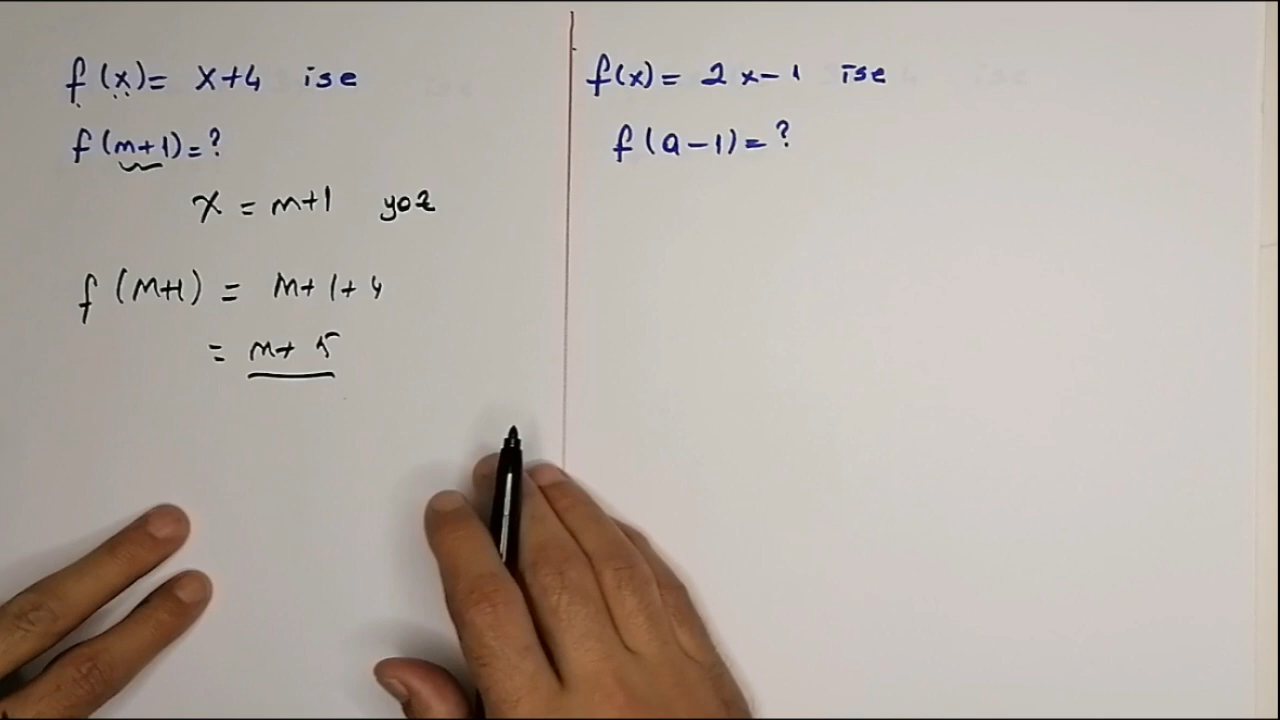 f(x)= x+4 ise
f(m+1)=?
x = m+1 yaz
f(m+1) = m+1+4
= m+5
f(x)= 2x-1 ise
f(a-1)=?